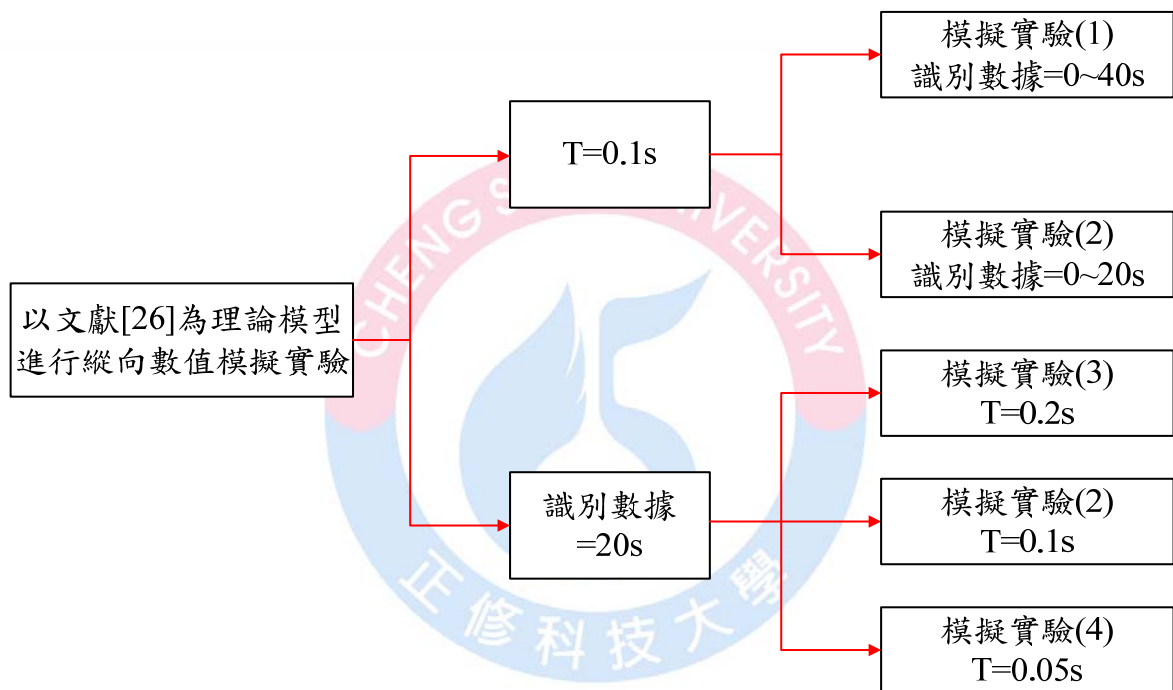 以文獻[26]為理論模型
進行縱向數值模擬實驗
T=0.1s
模擬實驗(1)
識別數據=0~40s
模擬實驗(2)
識別數據=0~20s
識別數據
=20s
模擬實驗(3)
T=0.2s
模擬實驗(2)
T=0.1s
模擬實驗(4)
T=0.05s
CHENG S
IVERSITY
正修科技大學